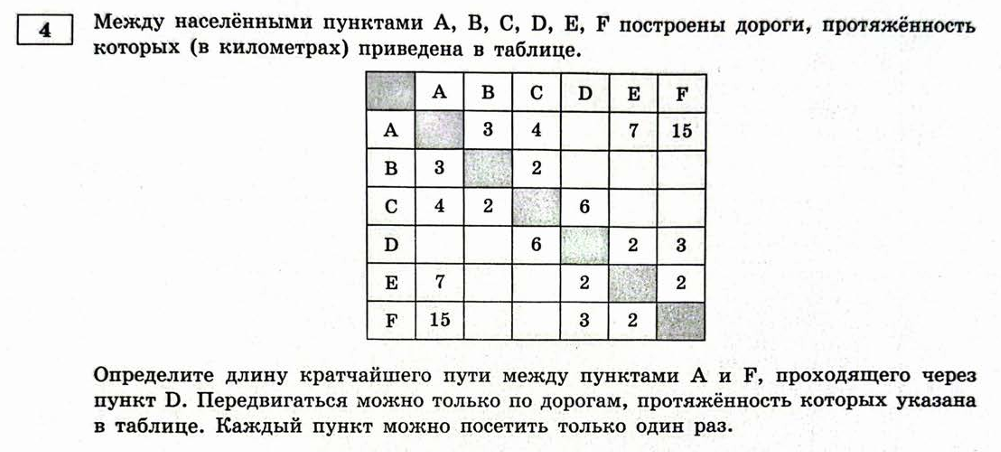 4
Между населёнными пунктами A, B, C, D, E, F построены дороги, протяжённость
которых (в километрах) приведена в таблице.
A B C D E F
A 3 4 7 15
B 3 2
C 4 2 6
D 6 2 3
E 7 2 2
F 15 3 2
Определите длину кратчайшего пути между пунктами A и F, проходящего через
пункт D. Передвигаться можно только по дорогам, протяжённость которых указана
в таблице. Каждый пункт можно посетить только один раз.